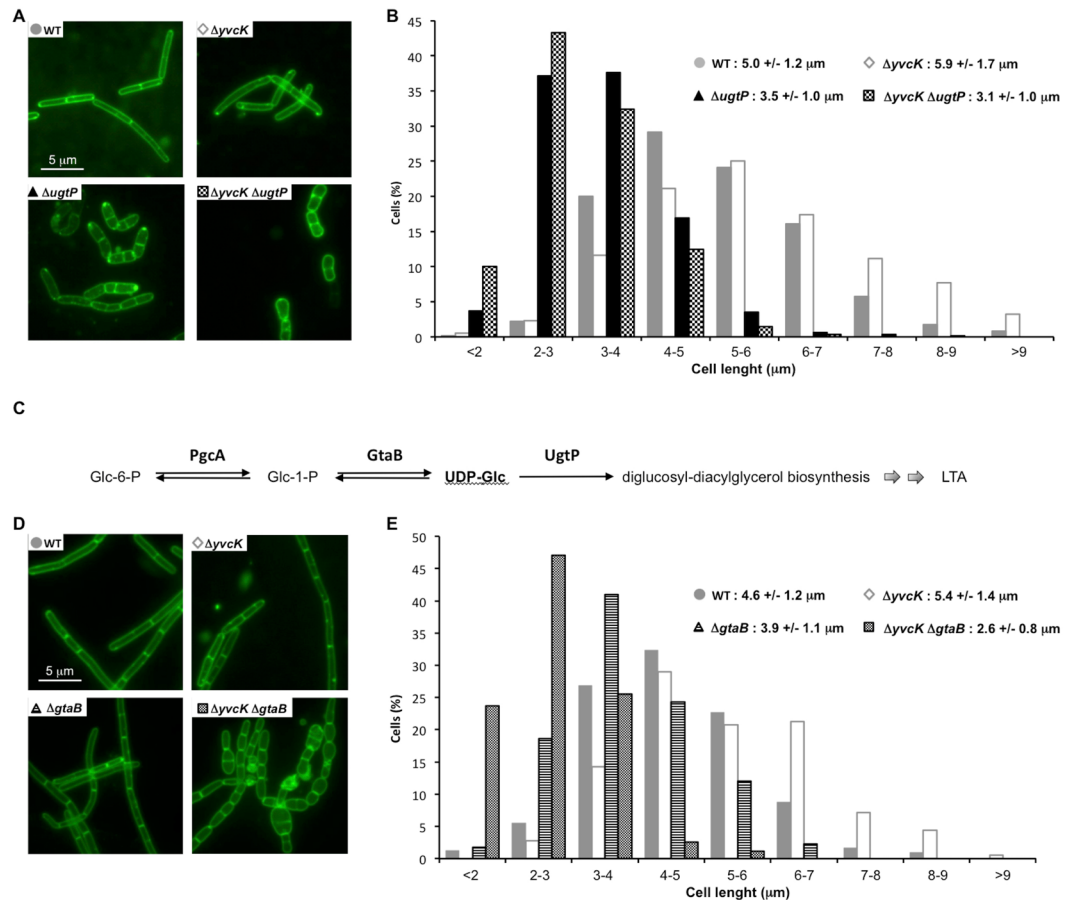 A
WT
ΔyvcK
5 μm
ΔugtP
ΔyvcK ΔugtP
B
45
40
35
30
25
20
15
10
5
0
Cells (%)
WT : 5.0 +/- 1.2 μm
ΔyvcK : 5.9 +/- 1.7 μm
ΔugtP : 3.5 +/- 1.0 μm
ΔyvcK ΔugtP : 3.1 +/- 1.0 μm
<2 2-3 3-4 4-5 5-6 6-7 7-8 8-9 >9
Cell lenght (μm)
C
PgcA GtaB UgtP
Glc-6-P Glc-1-P UDP-Glc diglucosyl-diacylglycerol biosynthesis LTA
D
WT
ΔyvcK
5 μm
ΔgtaB
ΔyvcK ΔgtaB
E
50
45
40
35
30
25
20
15
10
5
0
Cells (%)
WT : 4.6 +/- 1.2 μm
ΔyvcK : 5.4 +/- 1.4 μm
ΔgtaB : 3.9 +/- 1.1 μm
ΔyvcK ΔgtaB : 2.6 +/- 0.8 μm
<2 2-3 3-4 4-5 5-6 6-7 7-8 8-9 >9
Cell lenght (μm)